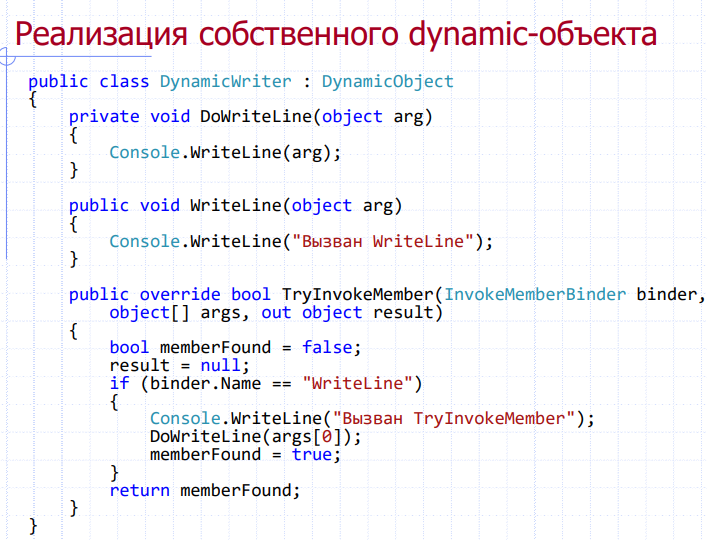 Реализация собственного dynamic-объекта
public class DynamicWriter : DynamicObject
{
    private void DoWriteLine(object arg)
    {
        Console.WriteLine(arg);
    }

    public void WriteLine(object arg)
    {
        Console.WriteLine("Вызван WriteLine");
    }

    public override bool TryInvokeMember(InvokeMemberBinder binder,
        object[] args, out object result)
    {
        bool memberFound = false;
        result = null;
        if (binder.Name == "WriteLine")
        {
            Console.WriteLine("Вызван TryInvokeMember");
            DoWriteLine(args[0]);
            memberFound = true;
        }
        return memberFound;
    }
}